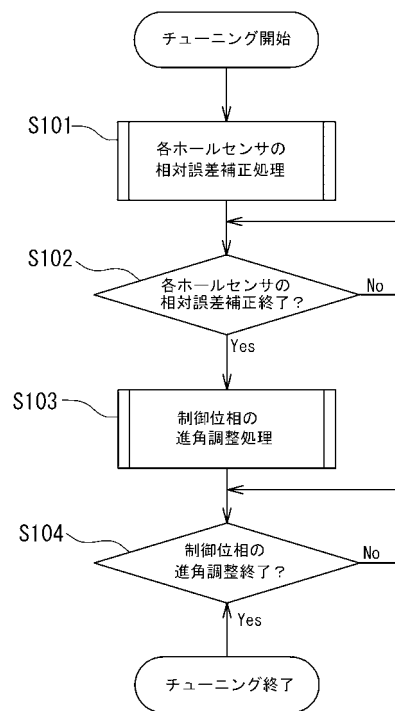 チューニング開始
S101
各ホールセンサの
相対誤差補正処理
S102
各ホールセンサの
相対誤差補正終了?
No
Yes
S103
制御位相の
進角調整処理
S104
制御位相の
進角調整終了?
No
Yes
チューニング終了